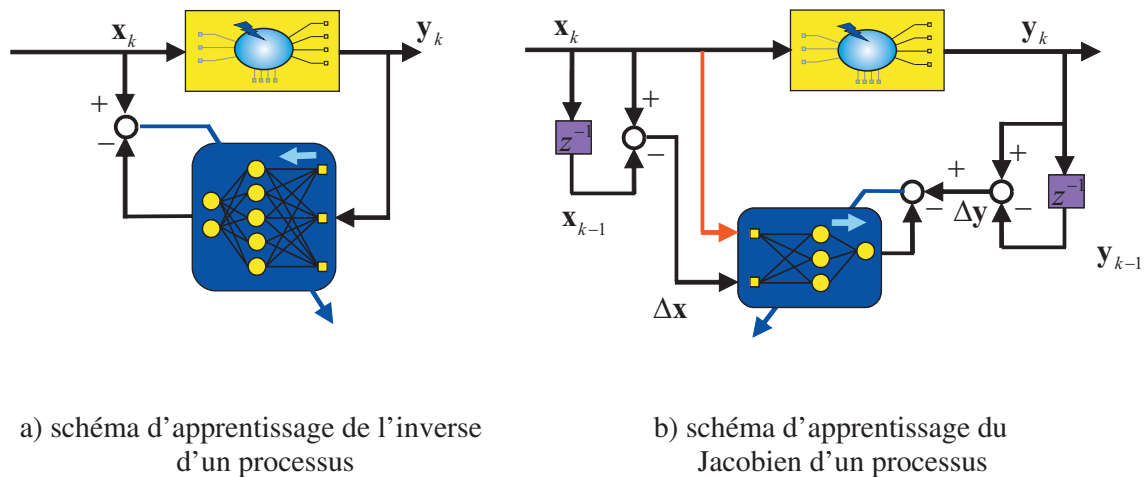 x_k
y_k
+
−
x_k
y_k
z^{-1}
+
−
x_{k−1}
Δx
+
−
Δy
+
−
z^{-1}
y_{k−1}
a) schéma d'apprentissage de l'inverse
d'un processus
b) schéma d'apprentissage du
Jacobien d'un processus